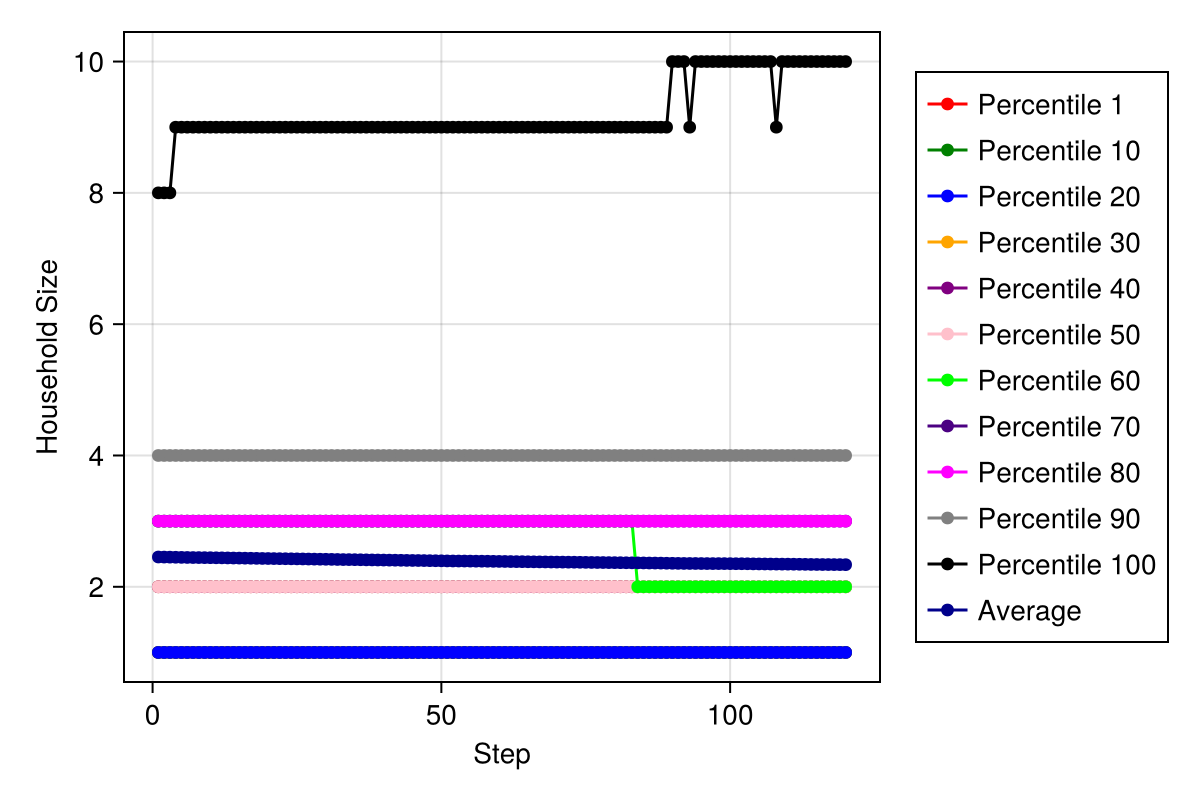 10
8
6
4
2
Household Size
0
50
100
Step
Percentile 1
Percentile 10
Percentile 20
Percentile 30
Percentile 40
Percentile 50
Percentile 60
Percentile 70
Percentile 80
Percentile 90
Percentile 100
Average